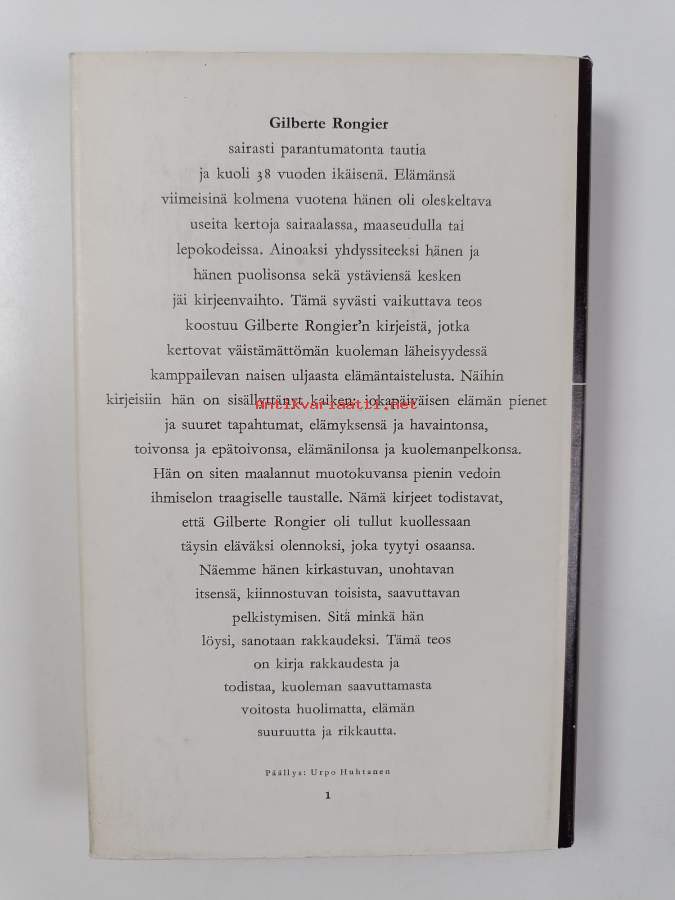 Gilberte Rongier
sairasti parantumatonta tautia
ja kuoli 38 vuoden ikäisenä. Elämänsä
viimeisinä kolmena vuotena hänen oli oleskeltava
useita kertoja sairaalassa, maaseudulla tai
lepokodeissa. Ainoaksi yhdyssiteeksi hänen ja
hänen puolisonsa sekä ystäviensä kesken
jäi kirjeenvaihto. Tämä syvästi vaikuttava teos
koostuu Gilberte Rongier'n kirjeistä, jotka
kertovat väistämättömän kuoleman läheisyydessä
kamppailevan naisen uljaasta elämäntaistelusta. Näihin
kirjeisiin hän on sisällyttänyt kaiken: jokapäiväisen elämän pienet
Antikvariaatti.net
ja suuret tapahtumat, elämyksensä ja havaintonsa,
toivonsa ja epätoivonsa, elämänilonsa ja kuolemanpelkonsa.
Hän on siten maalannut muotokuvansa pienin vedoin
ihmiselon traagiselle taustalle. Nämä kirjeet todistavat,
että Gilberte Rongier oli tullut kuollessaan
täysin eläväksi olennoksi, joka tyytyi osaansa.
Näemme hänen kirkastuvan, unohtavan
itsensä, kiinnostuvan toisista, saavuttavan
pelkistymisen. Sitä minkä hän
löysi, sanotaan rakkaudeksi. Tämä teos
on kirja rakkaudesta ja
todistaa, kuoleman saavuttamasta
voitosta huolimatta, elämän
suuruutta ja rikkautta.
Päällys: Urpo Huhtanen
1